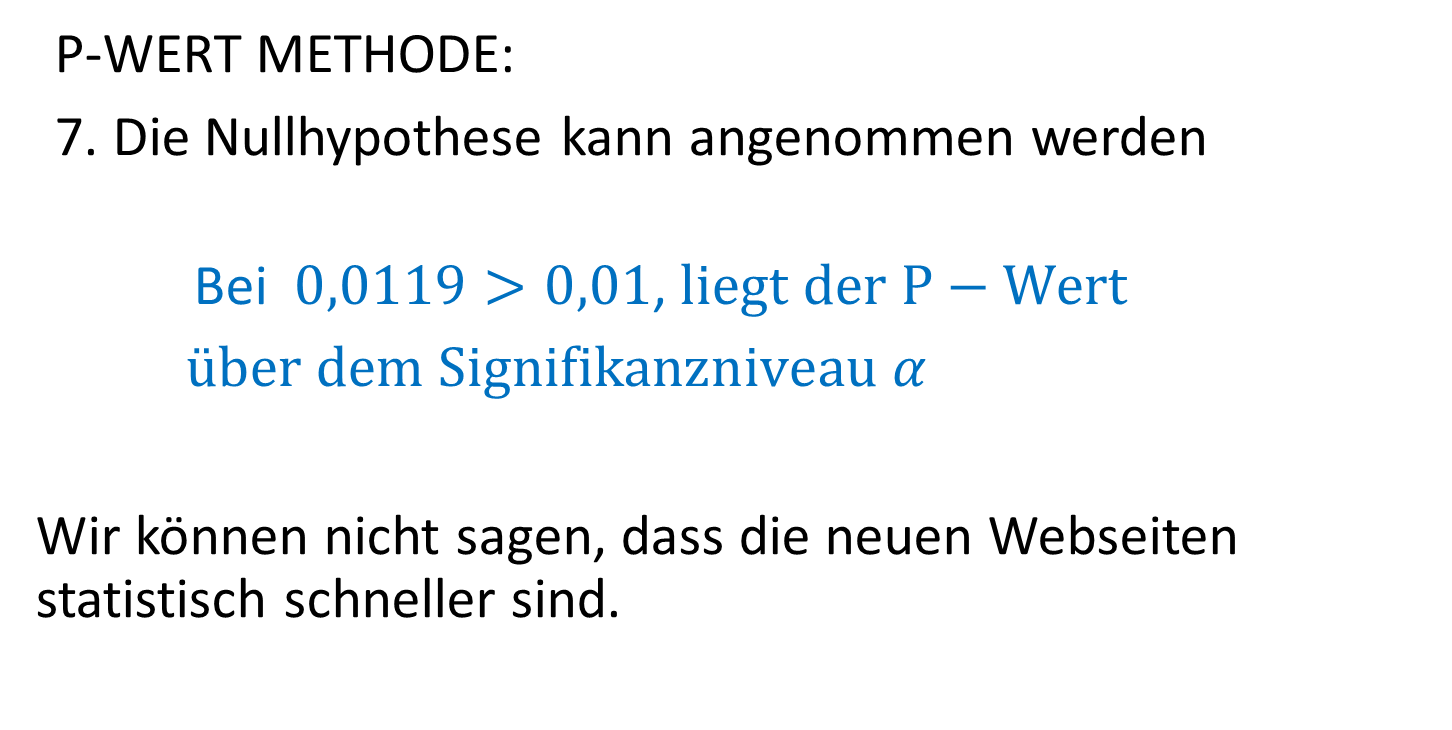 P-WERT METHODE:
7. Die Nullhypothese kann angenommen werden
Bei 0,0119 > 0,01, liegt der P − Wert
über dem Signifikanzniveau α
Wir können nicht sagen, dass die neuen Webseiten
statistisch schneller sind.